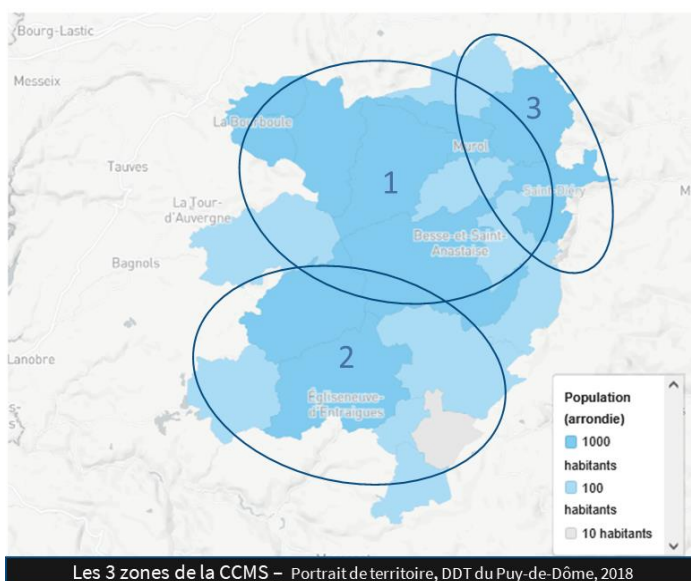 Bourg-Lastic
Messeix
3
La Bourboule
Murol
Tauves
1
Saint-Diéry
La Tour-
d'Auvergne
Besse-et-Saint-
Anastaise
Bagnols
2
Lanobre
Égliseneuve-
d'Entraigues
Population
(arrondie)
1000
habitants
100
habitants
10 habitants
Les 3 zones de la CCMS – Portrait de territoire, DDT du Puy-de-Dôme, 2018